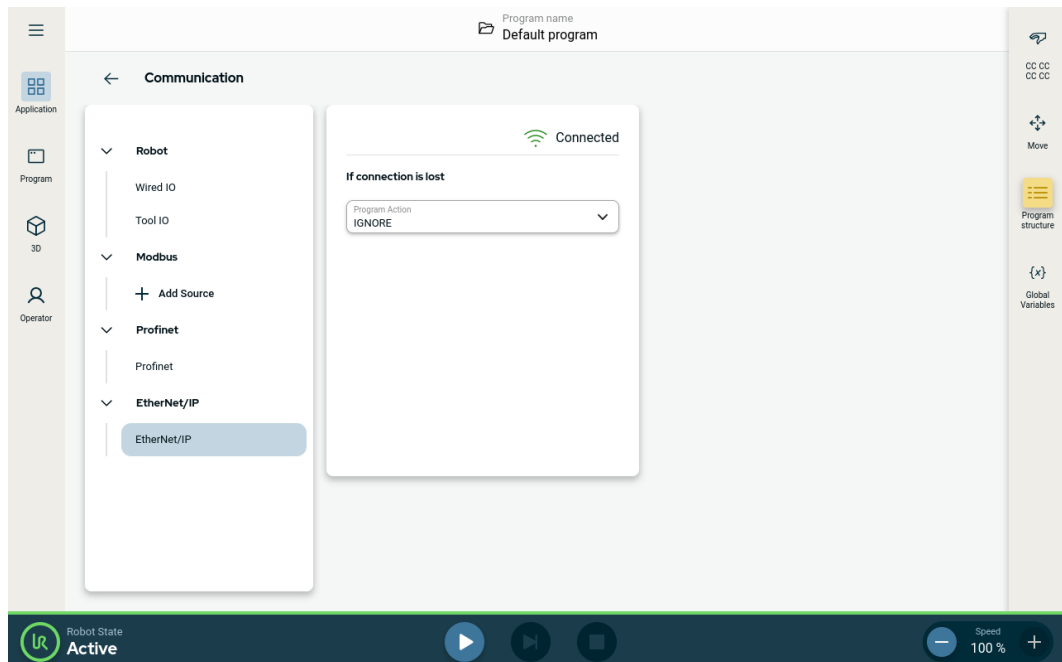 Program name
Default program
Application
Program
3D
Operator
Communication
Robot
Wired IO
Tool IO
Modbus
Add Source
Profinet
Profinet
EtherNet/IP
EtherNet/IP
Connected
If connection is lost
Program Action
IGNORE
CC CC
CC CC
Move
Program
structure
{x}
Global
Variables
UR
Robot State
Active
Speed
100 %